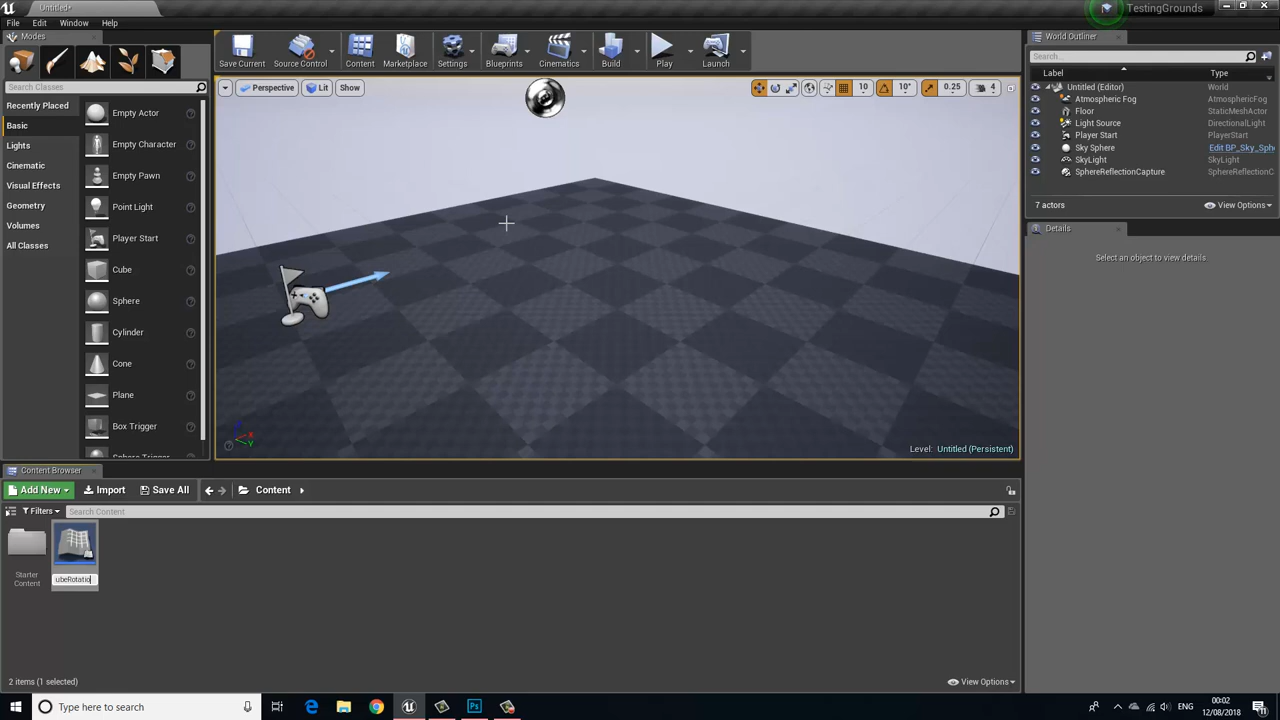 Untitled*
TestingGrounds
File Edit Window Help
Modes
Search Classes
Recently Placed
Basic
Lights
Cinematic
Visual Effects
Geometry
Volumes
All Classes
Empty Actor
Empty Character
Empty Pawn
Point Light
Player Start
Cube
Sphere
Cylinder
Cone
Plane
Box Trigger
Sphere Trigger
Save Current Source Control Content Marketplace Settings Blueprints Cinematics Build Play Launch
Perspective Lit Show
10 10° 0.25 4
Level: Untitled (Persistent)
World Outliner
Search...
Label Type
Untitled (Editor) World
Atmospheric Fog AtmosphericFog
Floor StaticMeshActor
Light Source DirectionalLight
Player Start PlayerStart
Sky Sphere Edit BP_Sky_Sph
SkyLight SkyLight
SphereReflectionCapture SphereReflectionC
7 actors View Options
Details
Select an object to view details.
Content Browser
Add New Import Save All Content
Filters Search Content
Starter
Content
ubeRotatio
2 items (1 selected) View Options
Type here to search
Ps
ENG
00:02
12/08/2018